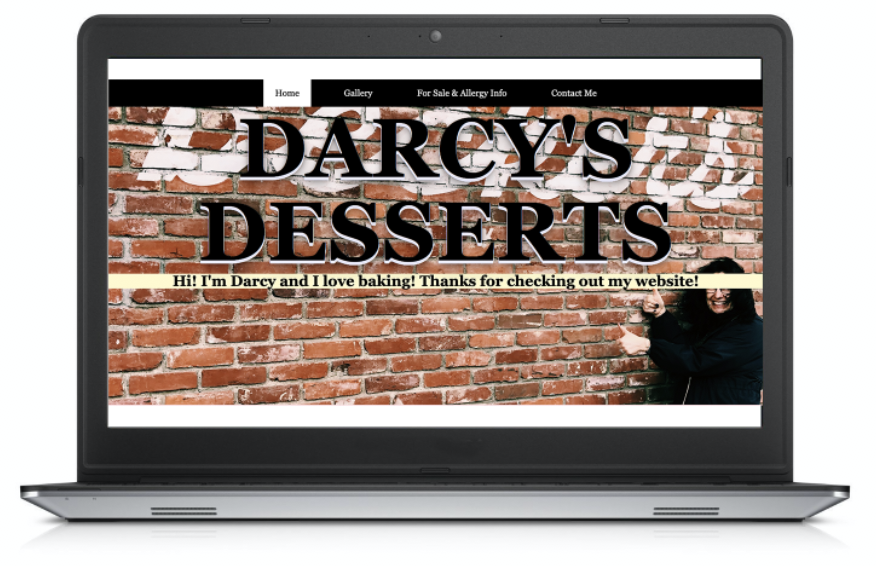 Home Gallery For Sale & Allergy Info Contact Me
DARCY'S
DESSERTS
Hi! I'm Darcy and I love baking! Thanks for checking out my website!